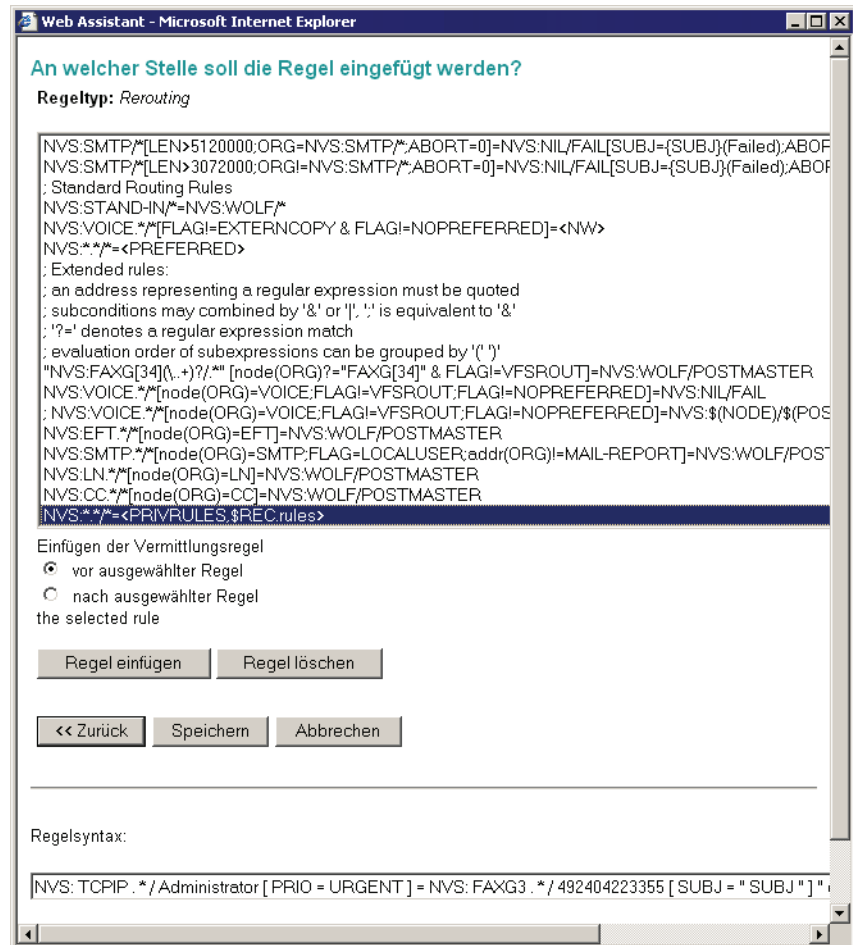 Web Assistant - Microsoft Internet Explorer
An welcher Stelle soll die Regel eingefügt werden?
Regeltyp: Rerouting
NVS:SMTP/*[LEN>5120000;ORG=NVS:SMTP/*;ABORT=0]=NVS:NIL/FAIL[SUBJ={SUBJ}(Failed);ABOR
NVS:SMTP/*[LEN>3072000;ORG!=NVS:SMTP/*;ABORT=0]=NVS:NIL/FAIL[SUBJ={SUBJ}(Failed);ABOR
; Standard Routing Rules
NVS:STAND-IN/*=NVS:WOLF/*
NVS:VOICE.*/*[FLAG!=EXTERNCOPY & FLAG!=NOPREFERRED]=<NW>
NVS:*.*/*=<PREFERRED>
; Extended rules:
; an address representing a regular expression must be quoted
; subconditions may combined by '&' or '|', ';' is equivalent to '&'
; '?=' denotes a regular expression match
; evaluation order of subexpressions can be grouped by '(' ')'
"NVS:FAXG[34](\..+)?/.*" [node(ORG)?="FAXG[34]" & FLAG!=VFSROUT]=NVS:WOLF/POSTMASTER
NVS:VOICE.*/*[node(ORG)=VOICE;FLAG!=VFSROUT;FLAG!=NOPREFERRED]=NVS:NIL/FAIL
; NVS:VOICE.*/*[node(ORG)=VOICE;FLAG!=VFSROUT;FLAG!=NOPREFERRED]=NVS:$(NODE)/$(POS
NVS:EFT.*/*[node(ORG)=EFT]=NVS:WOLF/POSTMASTER
NVS:SMTP.*/*[node(ORG)=SMTP;FLAG=LOCALUSER;addr(ORG)!=MAIL-REPORT]=NVS:WOLF/POST
NVS:LN.*/*[node(ORG)=LN]=NVS:WOLF/POSTMASTER
NVS:CC.*/*[node(ORG)=CC]=NVS:WOLF/POSTMASTER
NVS:*.*/*=<PRIVRULES,$REC.rules>
Einfügen der Vermittlungsregel
vor ausgewählter Regel
nach ausgewählter Regel
the selected rule
Regel einfügen Regel löschen
<< Zurück Speichern Abbrechen
Regelsyntax:
NVS: TCPIP . * / Administrator [ PRIO = URGENT ] = NVS: FAXG3 . * / 492404223355 [ SUBJ = " SUBJ " ] "